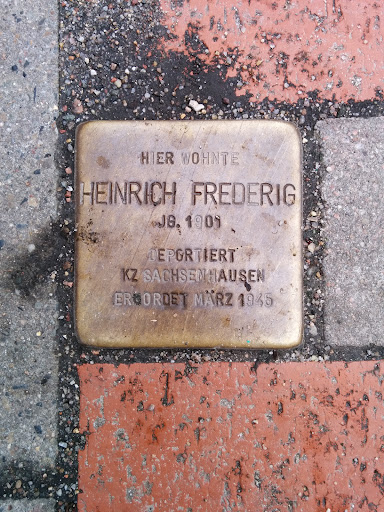 HIER WOHNTE
HEINRICH FREDERIG
JG. 1901
DEPORTIERT
KZ SACHSENHAUSEN
ERMORDET MÄRZ 1945